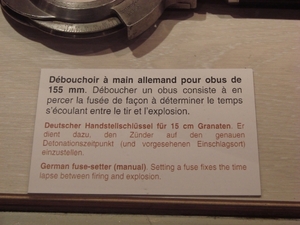 Débouchoir à main allemand pour obus de
155 mm. Déboucher un obus consiste à en
percer la fusée de façon à déterminer le temps
s'écoulant entre le tir et l'explosion.
Deutscher Handstellschlüssel für 15 cm Granaten. Er
dient dazu, den Zünder auf den genauen
Detonationszeitpunkt (und vorgesehenen Einschlagsort)
einzustellen.
German fuse-setter (manual). Setting a fuse fixes the time
lapse between firing and explosion.